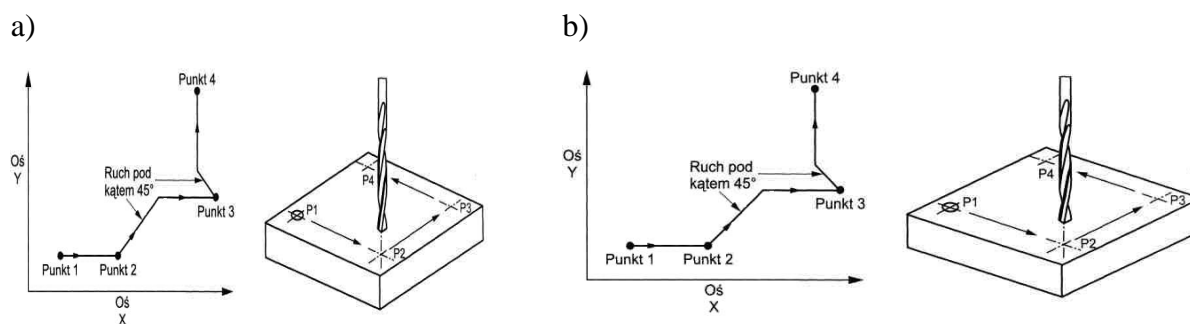 a)
Punkt 4
Oś
Y
Ruch pod
kątem 45°
Punkt 3
Punkt 1
Punkt 2
Oś
X
P4
P1
P3
P2
b)
Punkt 4
Oś
Y
Ruch pod
kątem 45°
Punkt 3
Punkt 1
Punkt 2
Oś
X
P4
P1
P3
P2